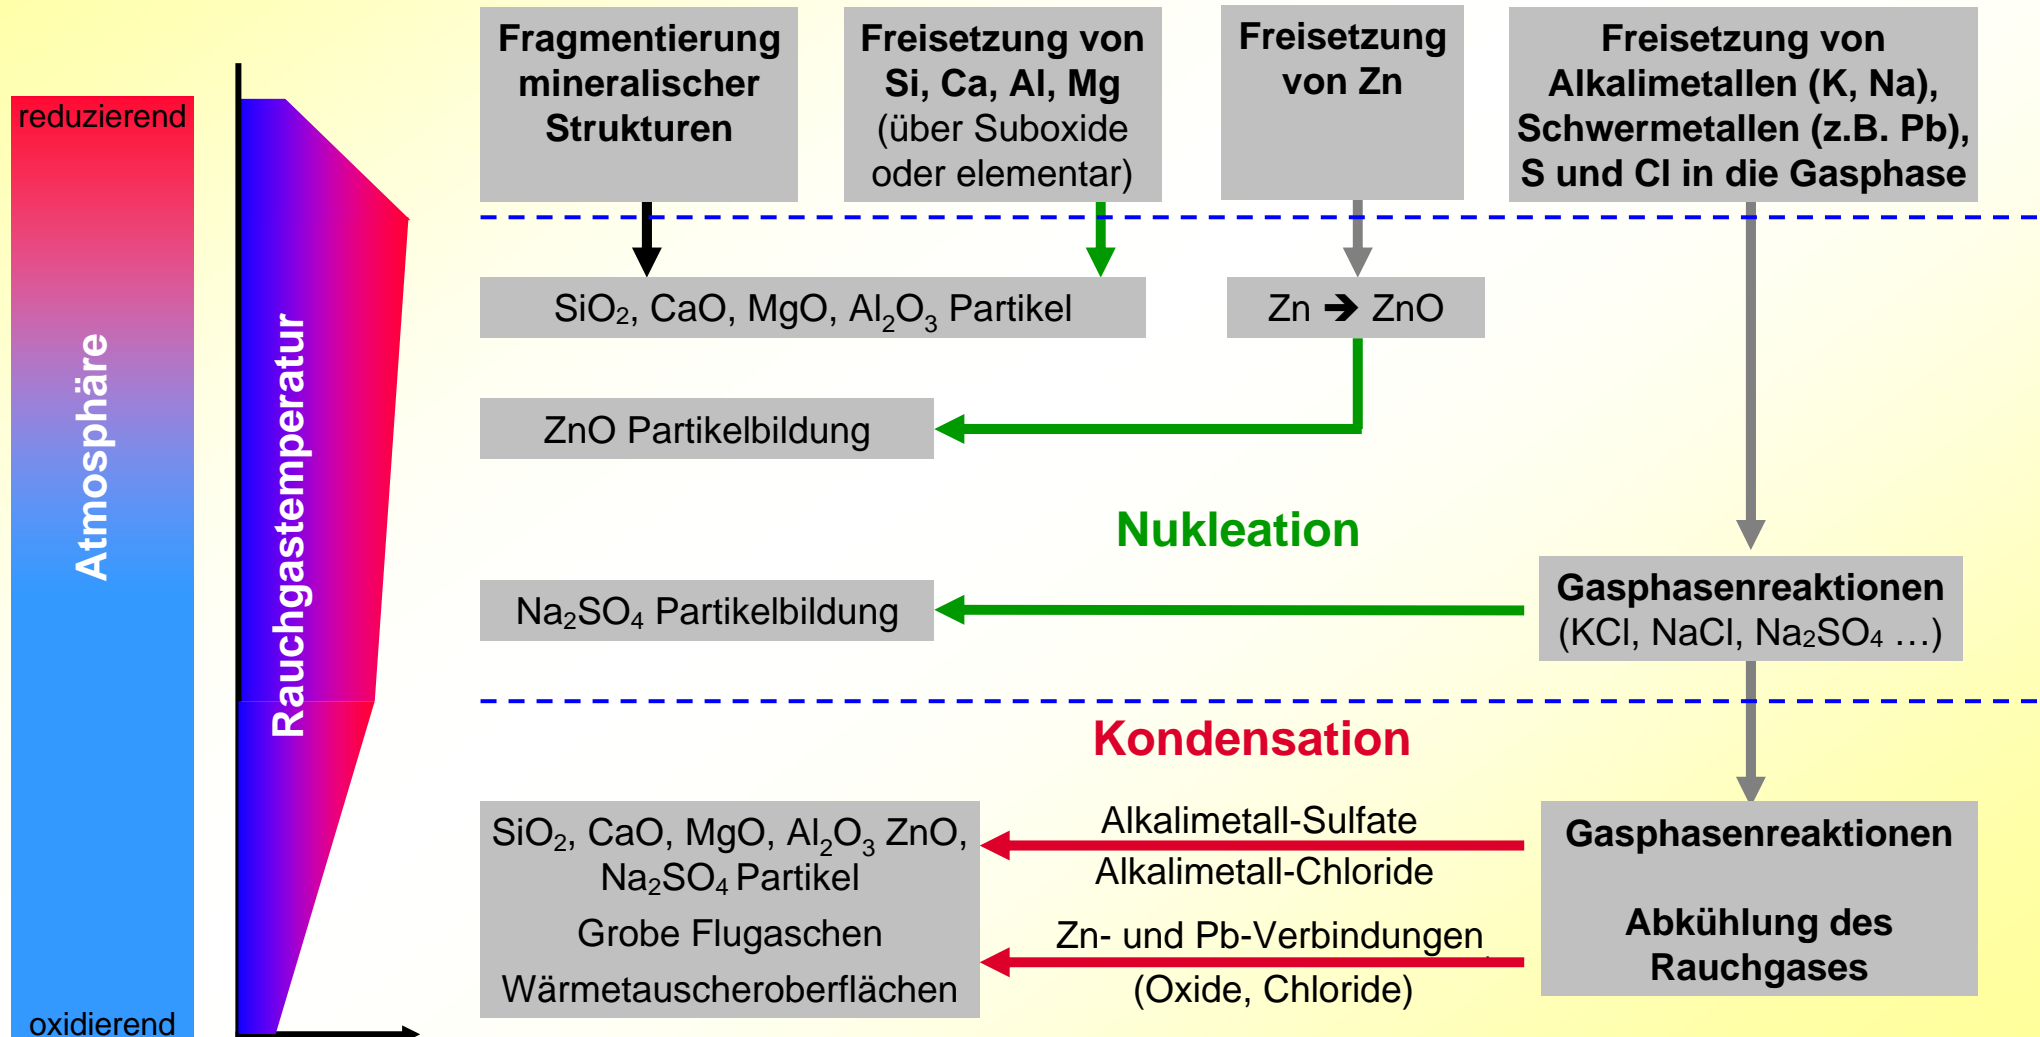 reduzierend
Atmosphäre
oxidierend
Rauchgastemperatur
Fragmentierung
mineralischer
Strukturen
Freisetzung von
Si, Ca, Al, Mg
(über Suboxide
oder elementar)
Freisetzung
von Zn
Freisetzung von
Alkalimetallen (K, Na),
Schwermetallen (z.B. Pb),
S und Cl in die Gasphase
SiO₂, CaO, MgO, Al₂O₃ Partikel
Zn ➔ ZnO
ZnO Partikelbildung
Nukleation
Na₂SO₄ Partikelbildung
Gasphasenreaktionen
(KCl, NaCl, Na₂SO₄ …)
Kondensation
SiO₂, CaO, MgO, Al₂O₃ ZnO,
Na₂SO₄ Partikel
Grobe Flugaschen
Wärmetauscheroberflächen
Alkalimetall-Sulfate
Alkalimetall-Chloride
Zn- und Pb-Verbindungen
(Oxide, Chloride)
Gasphasenreaktionen
Abkühlung des
Rauchgases